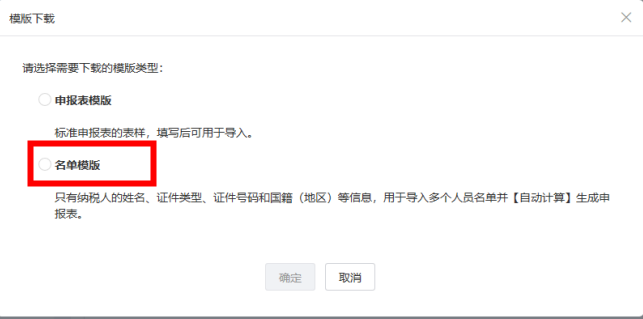 模版下载
请选择需要下载的模版类型：
申报表模版
标准申报表的表样，填写后可用于导入。
名单模版
只有纳税人的姓名、证件类型、证件号码和国籍（地区）等信息，用于导入多个人员名单并【自动计算】生成申
报表。
确定
取消